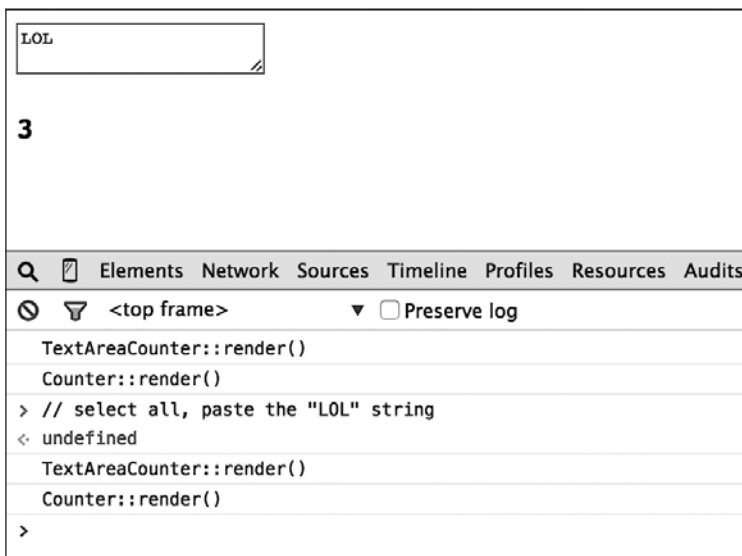 LOL
3
Elements Network Sources Timeline Profiles Resources Audits
<top frame> ▼ Preserve log
TextAreaCounter::render()
Counter::render()
> // select all, paste the "LOL" string
<· undefined
TextAreaCounter::render()
Counter::render()
>